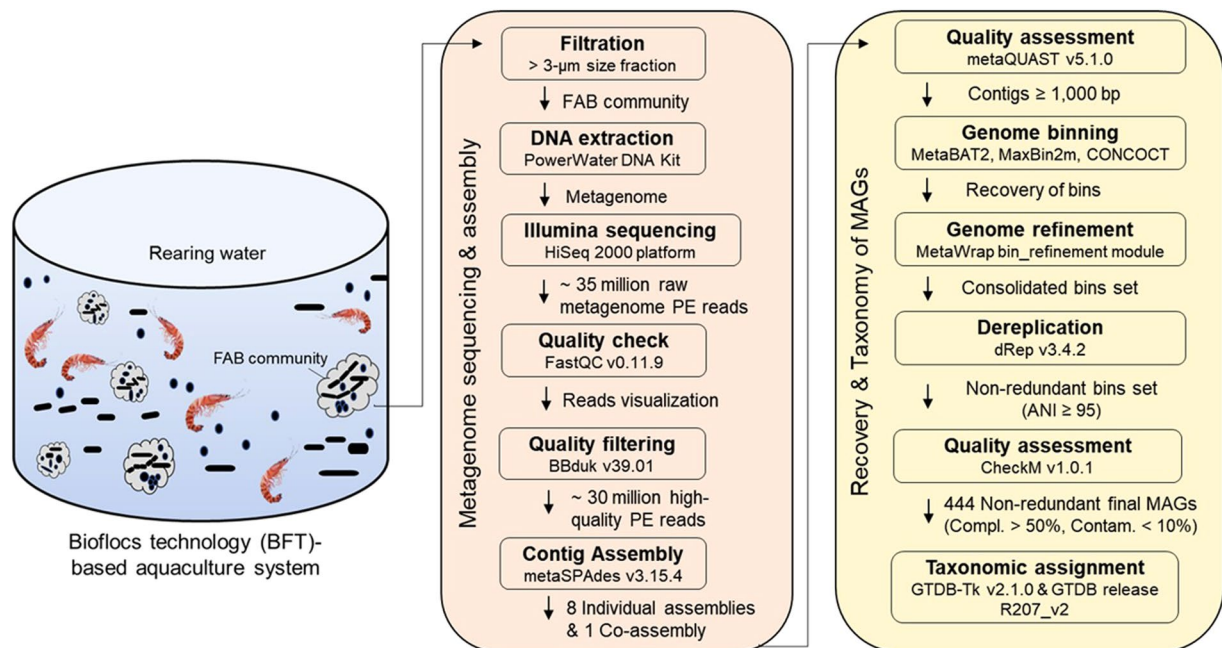 Rearing water
FAB community
Bioflocs technology (BFT)-
based aquaculture system
Metagenome sequencing & assembly
Filtration
> 3-µm size fraction
FAB community
DNA extraction
PowerWater DNA Kit
Metagenome
Illumina sequencing
HiSeq 2000 platform
~ 35 million raw
metagenome PE reads
Quality check
FastQC v0.11.9
Reads visualization
Quality filtering
BBduk v39.01
~ 30 million high-
quality PE reads
Contig Assembly
metaSPAdes v3.15.4
8 Individual assemblies
& 1 Co-assembly
Recovery & Taxonomy of MAGs
Quality assessment
metaQUAST v5.1.0
Contigs ≥ 1,000 bp
Genome binning
MetaBAT2, MaxBin2m, CONCOCT
Recovery of bins
Genome refinement
MetaWrap bin_refinement module
Consolidated bins set
Dereplication
dRep v3.4.2
Non-redundant bins set
(ANI ≥ 95)
Quality assessment
CheckM v1.0.1
444 Non-redundant final MAGs
(Compl. > 50%, Contam. < 10%)
Taxonomic assignment
GTDB-Tk v2.1.0 & GTDB release
R207_v2